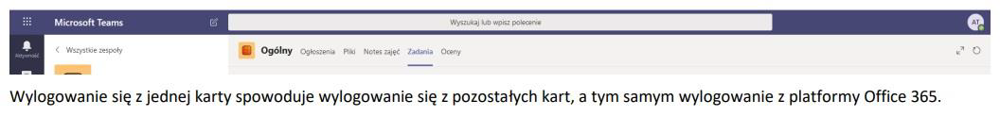 Microsoft Teams
Wyszukaj lub wpisz polecenie
AT
Aktywność
< Wszystkie zespoły
Ogólny Ogłoszenia Pliki Notes zajęć Zadania Oceny
Wylogowanie się z jednej karty spowoduje wylogowanie się z pozostałych kart, a tym samym wylogowanie z platformy Office 365.